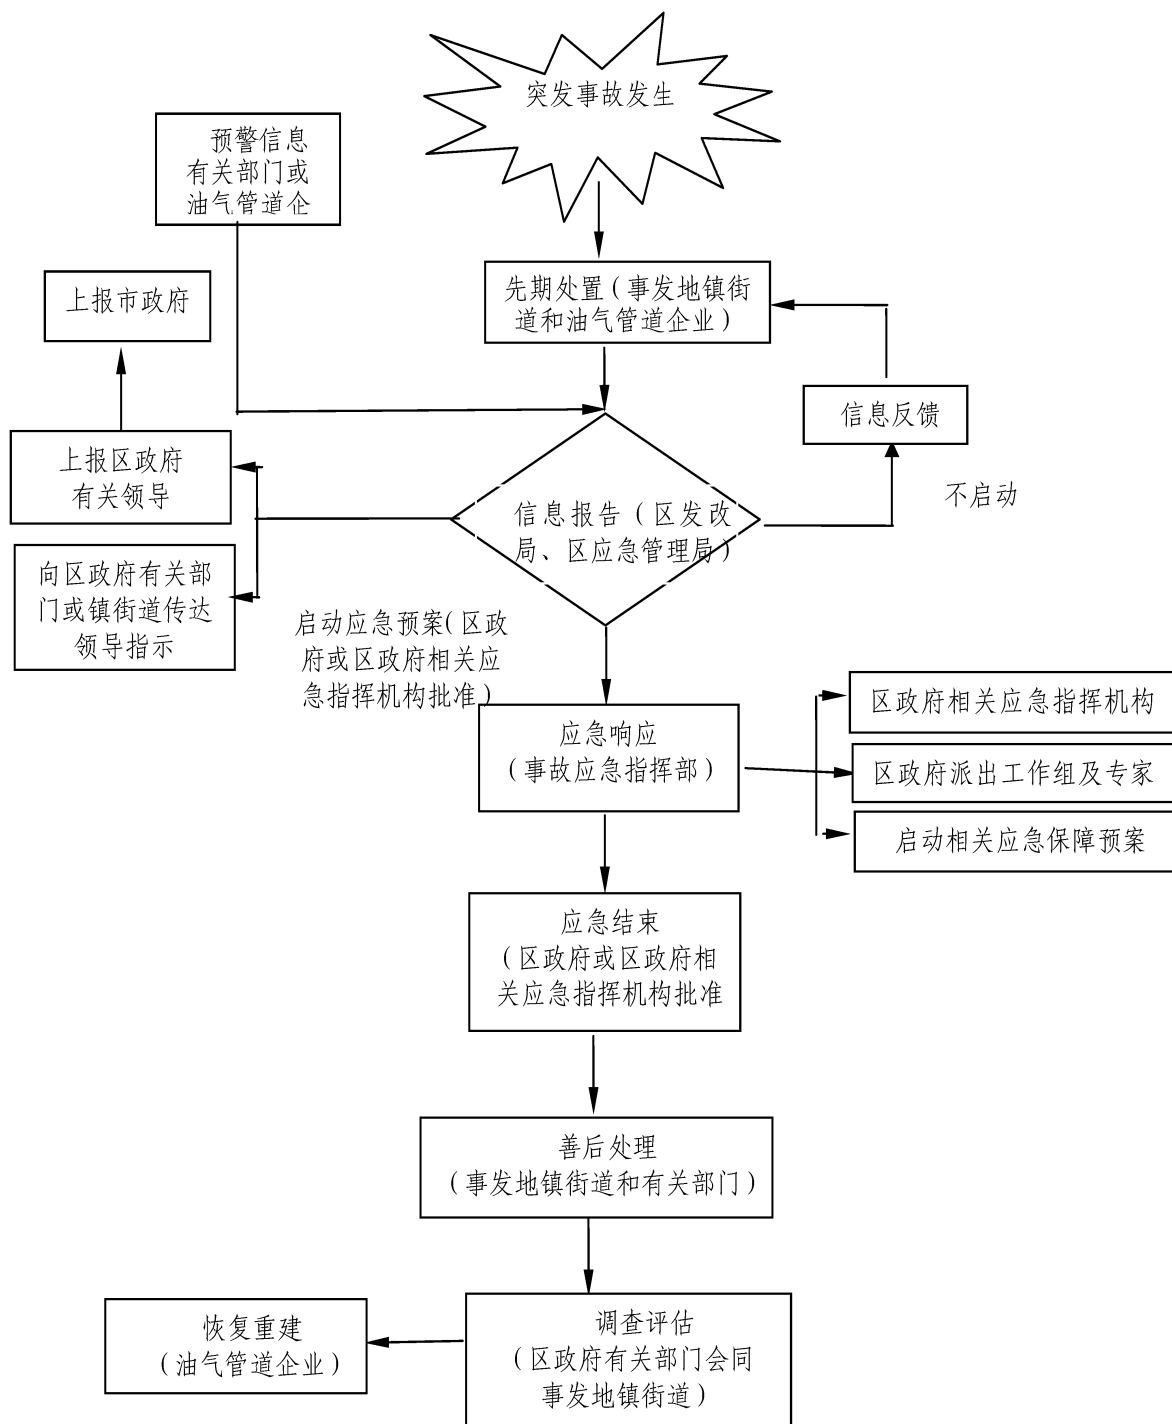 突发事故发生
预警信息
有关部门或
油气管道企
先期处置(事发地镇街
道和油气管道企业)
上报市政府
信息反馈
上报区政府
有关领导
不启动
信息报告(区发改
局、区应急管理局)
向区政府有关部
门或镇街道传达
领导指示
启动应急预案(区政
府或区政府相关应
急指挥机构批准)
区政府相关应急指挥机构
应急响应
(事故应急指挥部)
区政府派出工作组及专家
启动相关应急保障预案
应急结束
(区政府或区政府相
关应急指挥机构批准
善后处理
(事发地镇街道和有关部门)
恢复重建
(油气管道企业)
调查评估
(区政府有关部门会同
事发地镇街道)